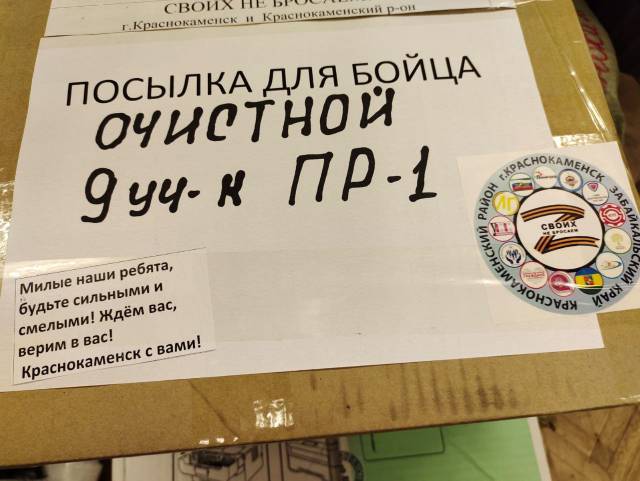 СВОИХ НЕ БРОСАЕМ
г.Краснокаменск и Краснокаменский р-он
ПОСЫЛКА ДЛЯ БОЙЦА
ОЧИСТНОЙ
9 уч-к ПР-1
КРАСНОКАМЕНСКИЙ РАЙОН г.КРАСНОКАМЕНСК ЗАБАЙКАЛЬСКИЙ КРАЙ
СВОИХ
НЕ БРОСАЕМ
Милые наши ребята,
будьте сильными и
смелыми! Ждём вас,
верим в вас!
Краснокаменск с вами!